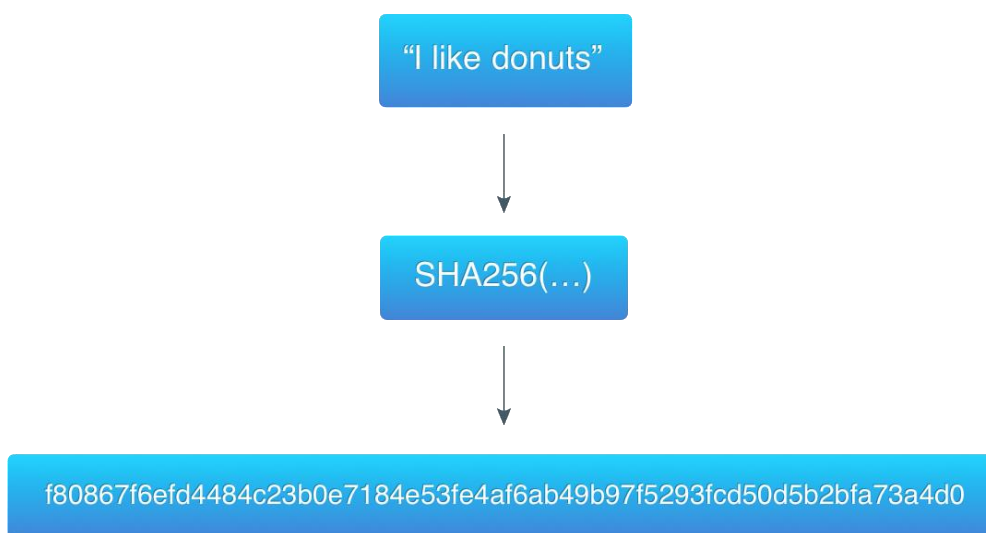 “I like donuts”
SHA256(...)
f80867f6efd4484c23b0e7184e53fe4af6ab49b97f5293fcd50d5b2bfa73a4d0